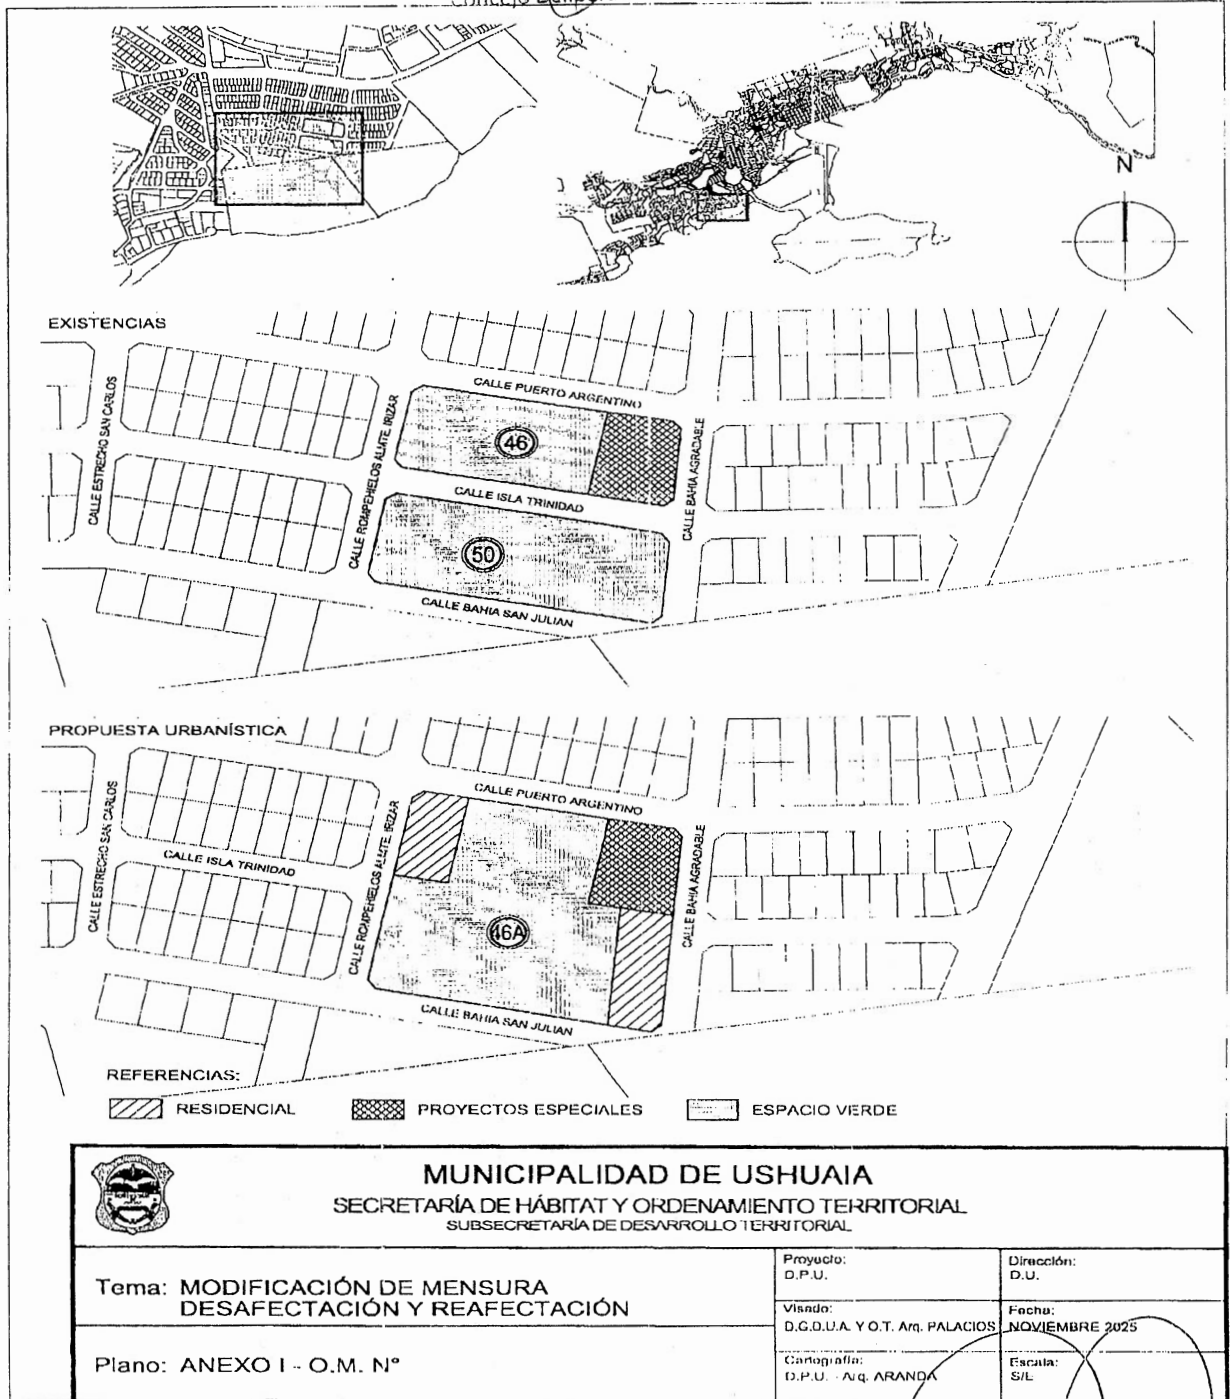 Concejo
N
EXISTENCIAS
CALLE PUERTO ARGENTINO
CALLE ESTRECHO SAN CARLOS
CALLE ROMPEHIELOS ALMTE. IRIZAR
46
CALLE BAHIA AGRADABLE
CALLE ISLA TRINIDAD
50
CALLE BAHIA SAN JULIAN
PROPUESTA URBANÍSTICA
CALLE PUERTO ARGENTINO
CALLE ESTRECHO SAN CARLOS
CALLE ROMPEHIELOS ALMTE. IRIZAR
CALLE BAHIA AGRADABLE
CALLE ISLA TRINIDAD
46A
CALLE BAHIA SAN JULIAN
REFERENCIAS:
RESIDENCIAL
PROYECTOS ESPECIALES
ESPACIO VERDE
MUNICIPALIDAD DE USHUAIA
SECRETARÍA DE HÁBITAT Y ORDENAMIENTO TERRITORIAL
SUBSECRETARÍA DE DESARROLLO TERRITORIAL
Tema: MODIFICACIÓN DE MENSURA
DESAFECTACIÓN Y REAFECTACIÓN
Plano: ANEXO I - O.M. N°
Proyecto:
D.P.U.
Dirección:
D.U.
Visado:
D.G.D.U.A. Y O.T. Arq. PALACIOS
Fecha:
NOVIEMBRE 2025
Cartografía:
D.P.U. - Arq. ARANDA
Escala:
S/E